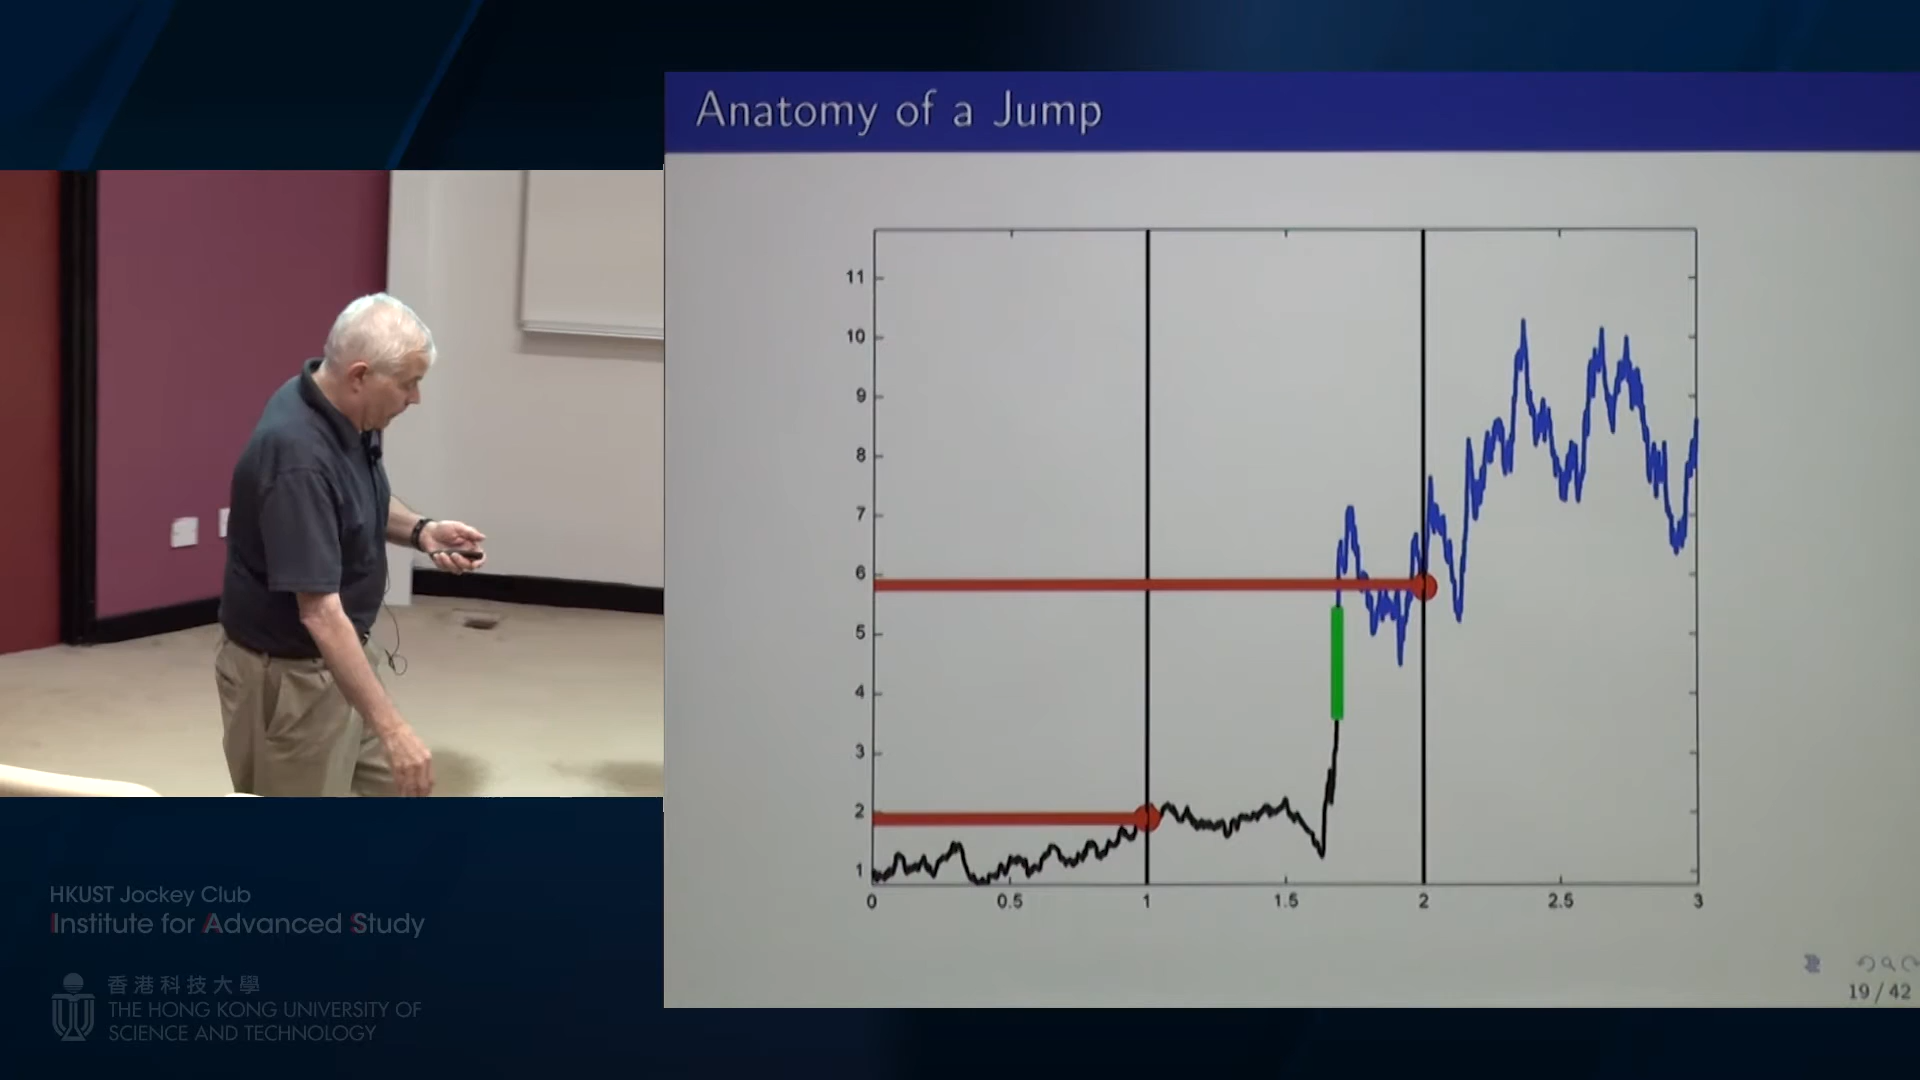 Anatomy of a Jump
11
10
9
8
7
6
5
4
3
2
1
0 0.5 1 1.5 2 2.5 3
19 / 42
HKUST Jockey Club
Institute for Advanced Study
香港科技大學
THE HONG KONG UNIVERSITY OF
SCIENCE AND TECHNOLOGY